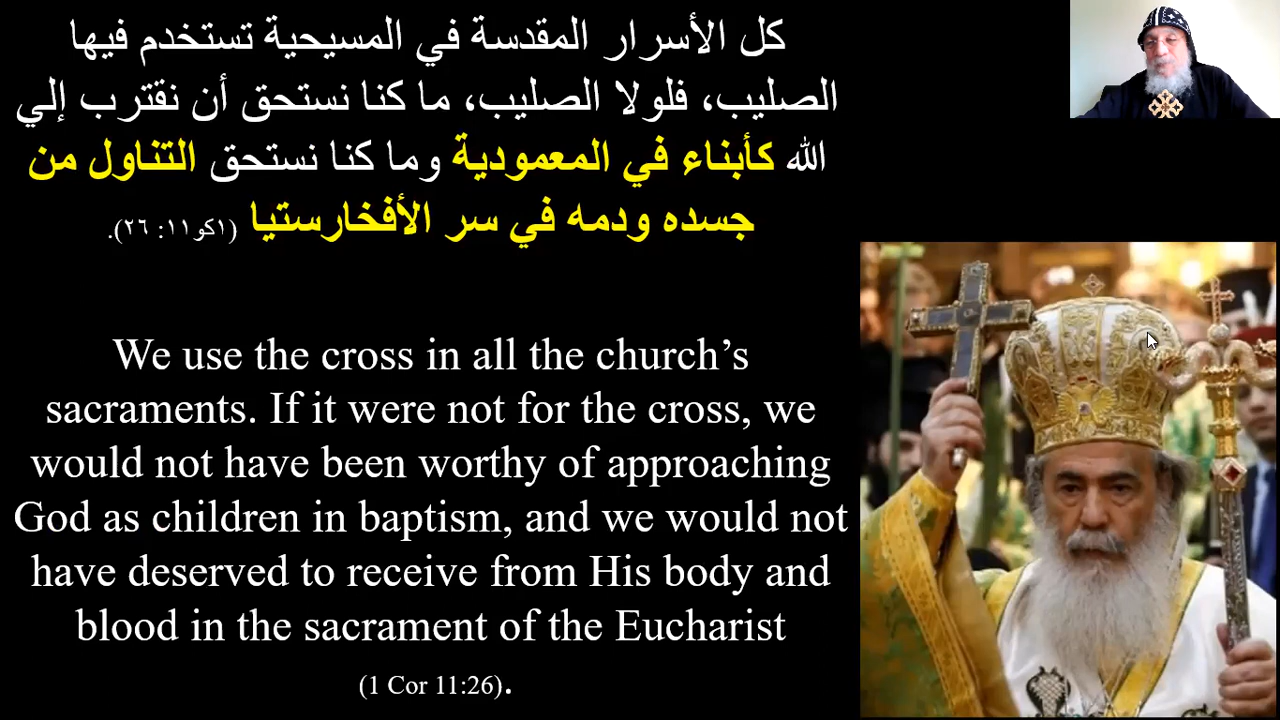 كل الأسرار المقدسة في المسيحية تستخدم فيها
الصليب، فلولا الصليب، ما كنا نستحق أن نقترب إلي
الله كأبناء في المعمودية وما كنا نستحق التناول من
جسده ودمه في سر الأفخارستيا (١كو١١: ٢٦).
We use the cross in all the church’s
sacraments. If it were not for the cross, we
would not have been worthy of approaching
God as children in baptism, and we would not
have deserved to receive from His body and
blood in the sacrament of the Eucharist
(1 Cor 11:26).